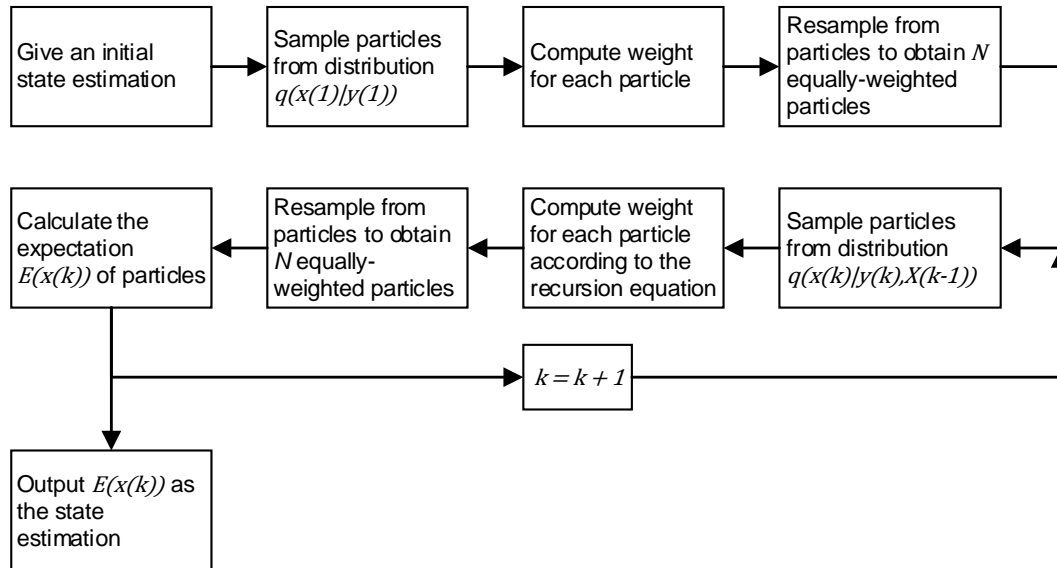 Give an initial
state estimation
Sample particles
from distribution
q(x(1)|y(1))
Compute weight
for each particle
Resample from
particles to obtain N
equally-weighted
particles
Calculate the
expectation
E(x(k)) of particles
Resample from
particles to obtain
N equally-
weighted particles
Compute weight
for each particle
according to the
recursion equation
Sample particles
from distribution
q(x(k)|y(k),X(k-1))
k = k + 1
Output E(x(k)) as
the state
estimation